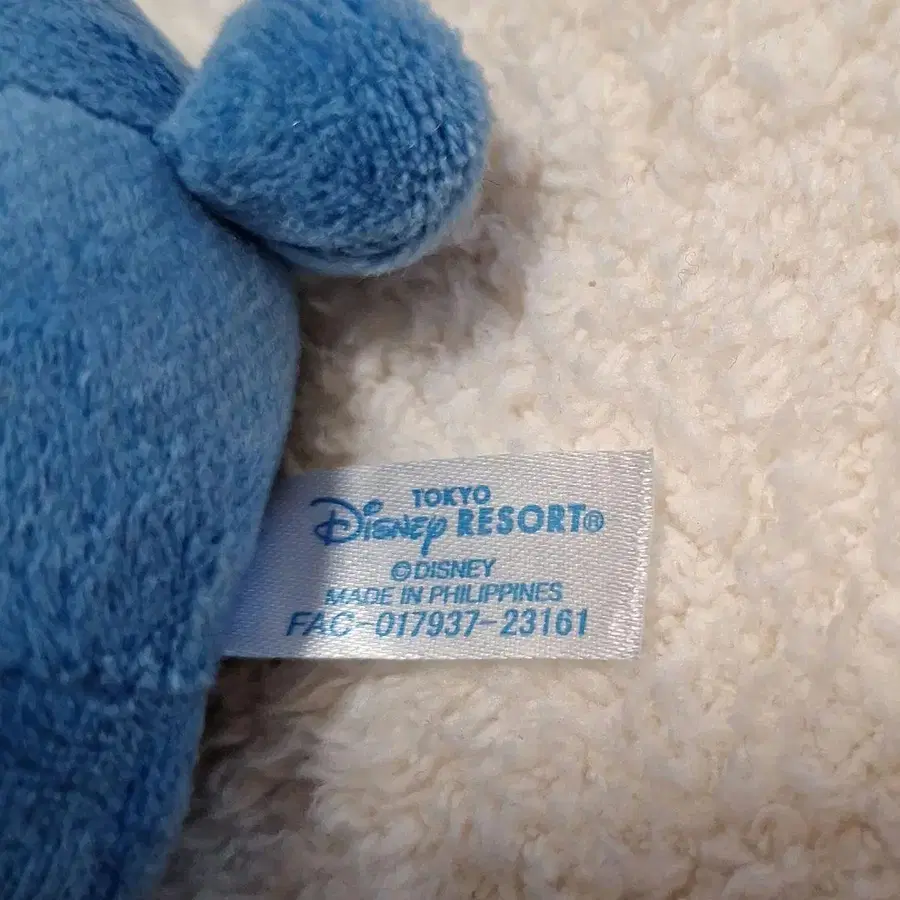 TOKYO
Disney RESORT®
©DISNEY
MADE IN PHILIPPINES
FAC-017937-23161